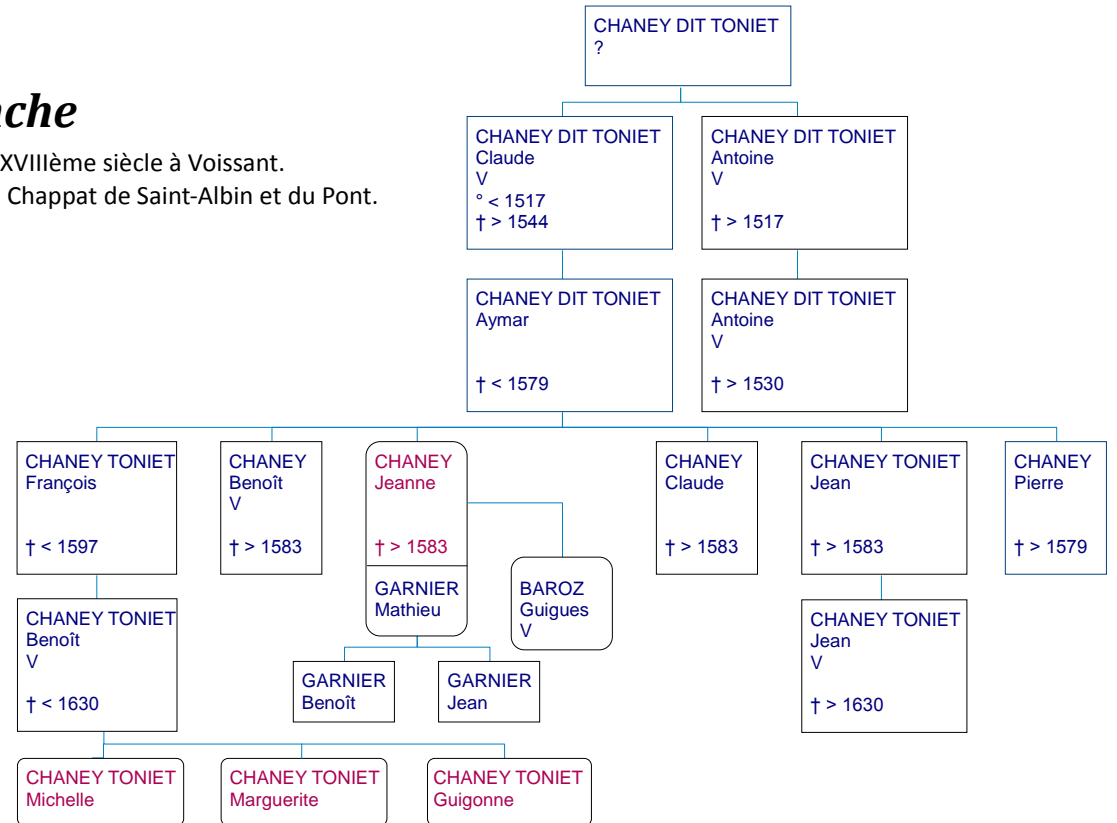 CHANEY DIT TONIET
?
XVIIIème siècle à Voissant.
Chappat de Saint-Albin et du Pont.
CHANEY DIT TONIET
Claude
V
° < 1517
† > 1544
CHANEY DIT TONIET
Antoine
V
† > 1517
CHANEY DIT TONIET
Aymar
† < 1579
CHANEY DIT TONIET
Antoine
V
† > 1530
CHANEY TONIET
François
† < 1597
CHANEY
Benoît
V
† > 1583
CHANEY
Jeanne
† > 1583
GARNIER
Mathieu
BAROZ
Guigues
V
CHANEY
Claude
† > 1583
CHANEY TONIET
Jean
† > 1583
CHANEY
Pierre
† > 1579
CHANEY TONIET
Benoît
V
† < 1630
GARNIER
Benoît
GARNIER
Jean
CHANEY TONIET
Jean
V
† > 1630
CHANEY TONIET
Michelle
CHANEY TONIET
Marguerite
CHANEY TONIET
Guigonne